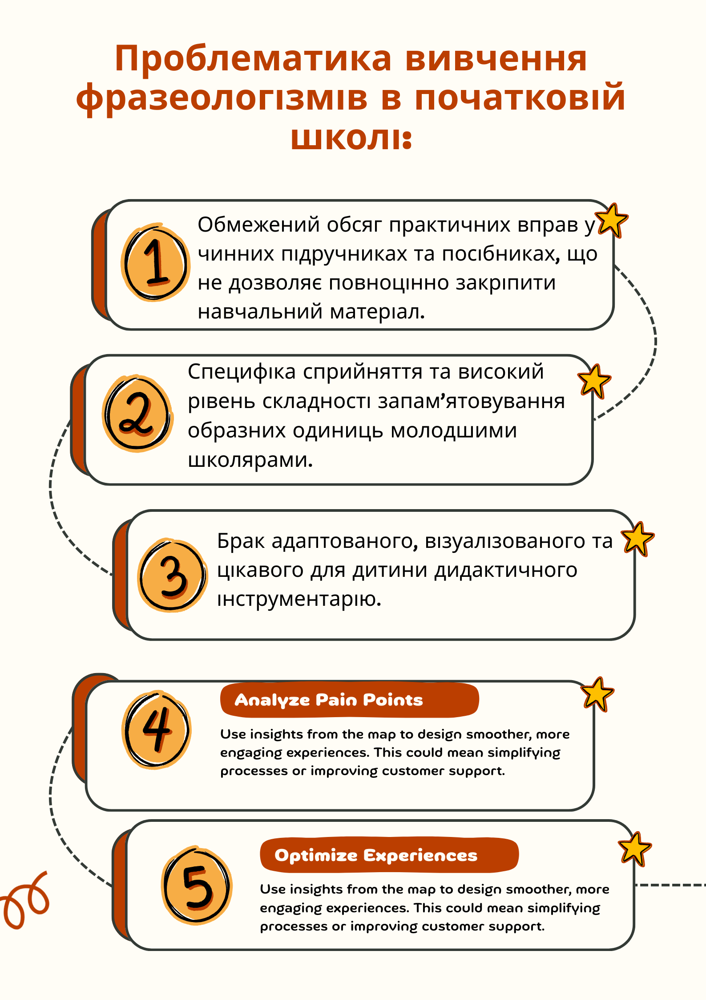 Проблематика вивчення
фразеологізмів в початковій
школі:
1
Обмежений обсяг практичних вправ у
чинних підручниках та посібниках, що
не дозволяє повноцінно закріпити
навчальний матеріал.
2
Специфіка сприйняття та високий
рівень складності запам’ятовування
образних одиниць молодшими
школярами.
3
Брак адаптованого, візуалізованого та
цікавого для дитини дидактичного
інструментарію.
4
Analyze Pain Points
Use insights from the map to design smoother, more
engaging experiences. This could mean simplifying
processes or improving customer support.
5
Optimize Experiences
Use insights from the map to design smoother, more
engaging experiences. This could mean simplifying
processes or improving customer support.